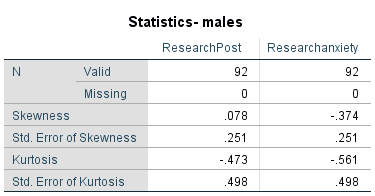 Statistics- males
ResearchPost Researchanxiety
N Valid 92 92
Missing 0 0
Skewness .078 -.374
Std. Error of Skewness .251 .251
Kurtosis -.473 -.561
Std. Error of Kurtosis .498 .498